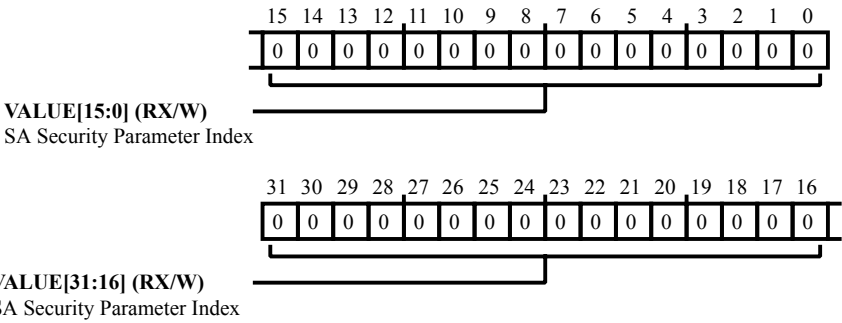 15 14 13 12 11 10 9 8 7 6 5 4 3 2 1 0
0 0 0 0 0 0 0 0 0 0 0 0 0 0 0 0
VALUE[15:0] (RX/W)
SA Security Parameter Index
31 30 29 28 27 26 25 24 23 22 21 20 19 18 17 16
0 0 0 0 0 0 0 0 0 0 0 0 0 0 0 0
VALUE[31:16] (RX/W)
SA Security Parameter Index